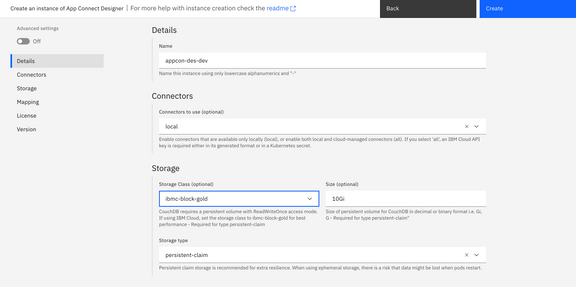 Create an instance of App Connect Designer | For more help with instance creation check the readme
Back
Create
Advanced settings
Off
Details
Connectors
Storage
Mapping
License
Version
Details
Name
appcon-des-dev
Name this instance using only lowercase alphanumerics and "-"
Connectors
Connectors to use (optional)
local
Enable connectors that are available only locally (local), or enable both local and cloud-managed connectors (all). If you select 'all', an IBM Cloud API
key is required either in its generated format or in a Kubernetes secret.
Storage
Storage Class (optional)
ibmc-block-gold
CouchDB requires a persistent volume with ReadWriteOnce access mode.
If using IBM Cloud, set the storage class to ibmc-block-gold for best
performance - Required for type persistent-claim
Size (optional)
10Gi
Size of persistent volume for CouchDB in decimal or binary format i.e. Gi,
G - Required for type persistent-claim"
Storage type
persistent-claim
Persistent claim storage is recommended for extra resilience. When using ephemeral storage, there is a risk that data might be lost when pods restart.